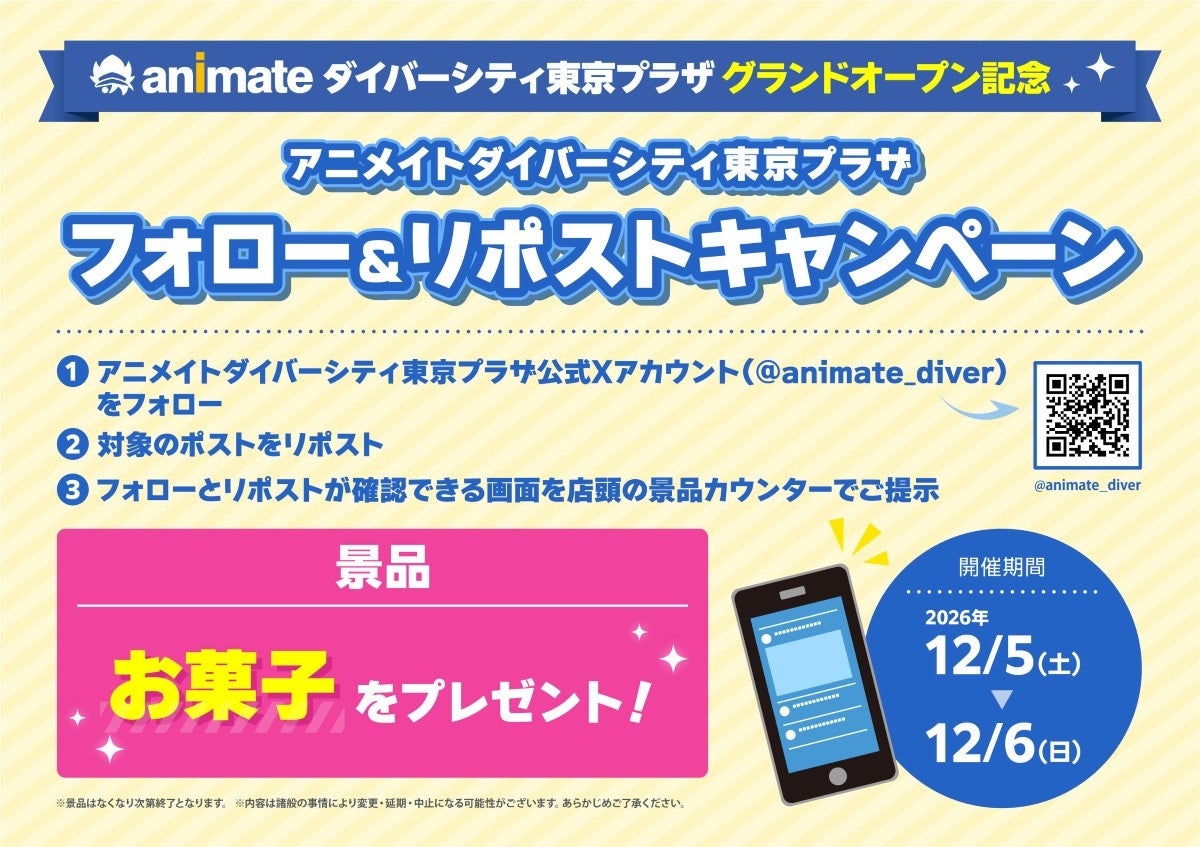 animate ダイバーシティ東京プラザ グランドオープン記念
アニメイトダイバーシティ東京プラザ
フォロー&リポストキャンペーン
1 アニメイトダイバーシティ東京プラザ公式Xアカウント(@animate_diver)
をフォロー
2 対象のポストをリポスト
3 フォローとリポストが確認できる画面を店頭の景品カウンターでご提示
@animate_diver
景品
お菓子をプレゼント!
開催期間
2026年
12/5(土)
12/6(日)
※景品はなくなり次第終了となります。 ※内容は諸般の事情により変更・延期・中止になる可能性がございます。あらかじめご了承ください。